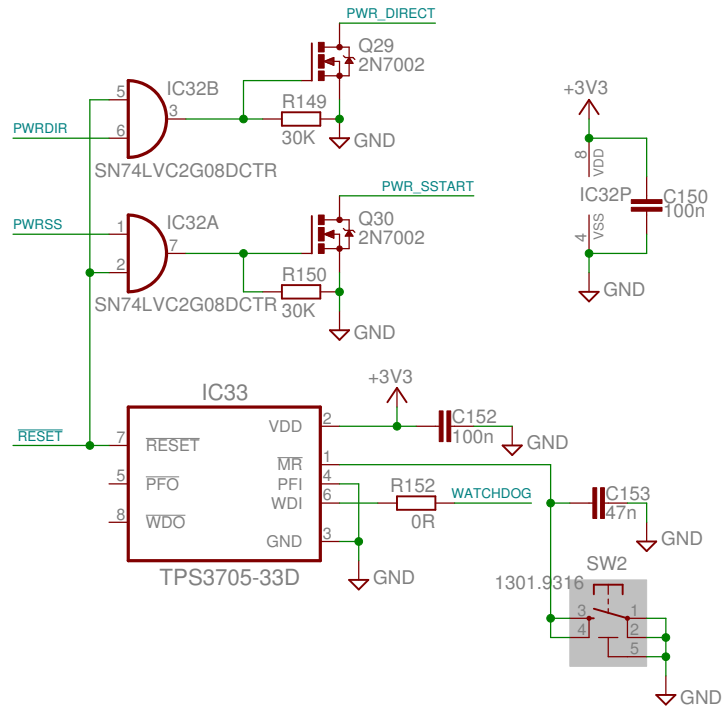 PWR_DIRECT
Q29
2N7002
IC32B
5
3
6
PWRDIR
R149
30K
GND
SN74LVC2G08DCTR
+3V3
8
VDD
IC32P
C150
100n
4
VSS
GND
PWR_SSTART
Q30
2N7002
IC32A
PWRSS
1
7
2
R150
30K
GND
SN74LVC2G08DCTR
IC33
+3V3
VDD
2
C152
100n
GND
RESET
7
RESET
MR
1
5
PFO
PFI
4
WDI
6
R152
0R
WATCHDOG
C153
47n
GND
8
WDO
GND
3
GND
TPS3705-33D
SW2
1301.9316
3
1
4
2
5
GND